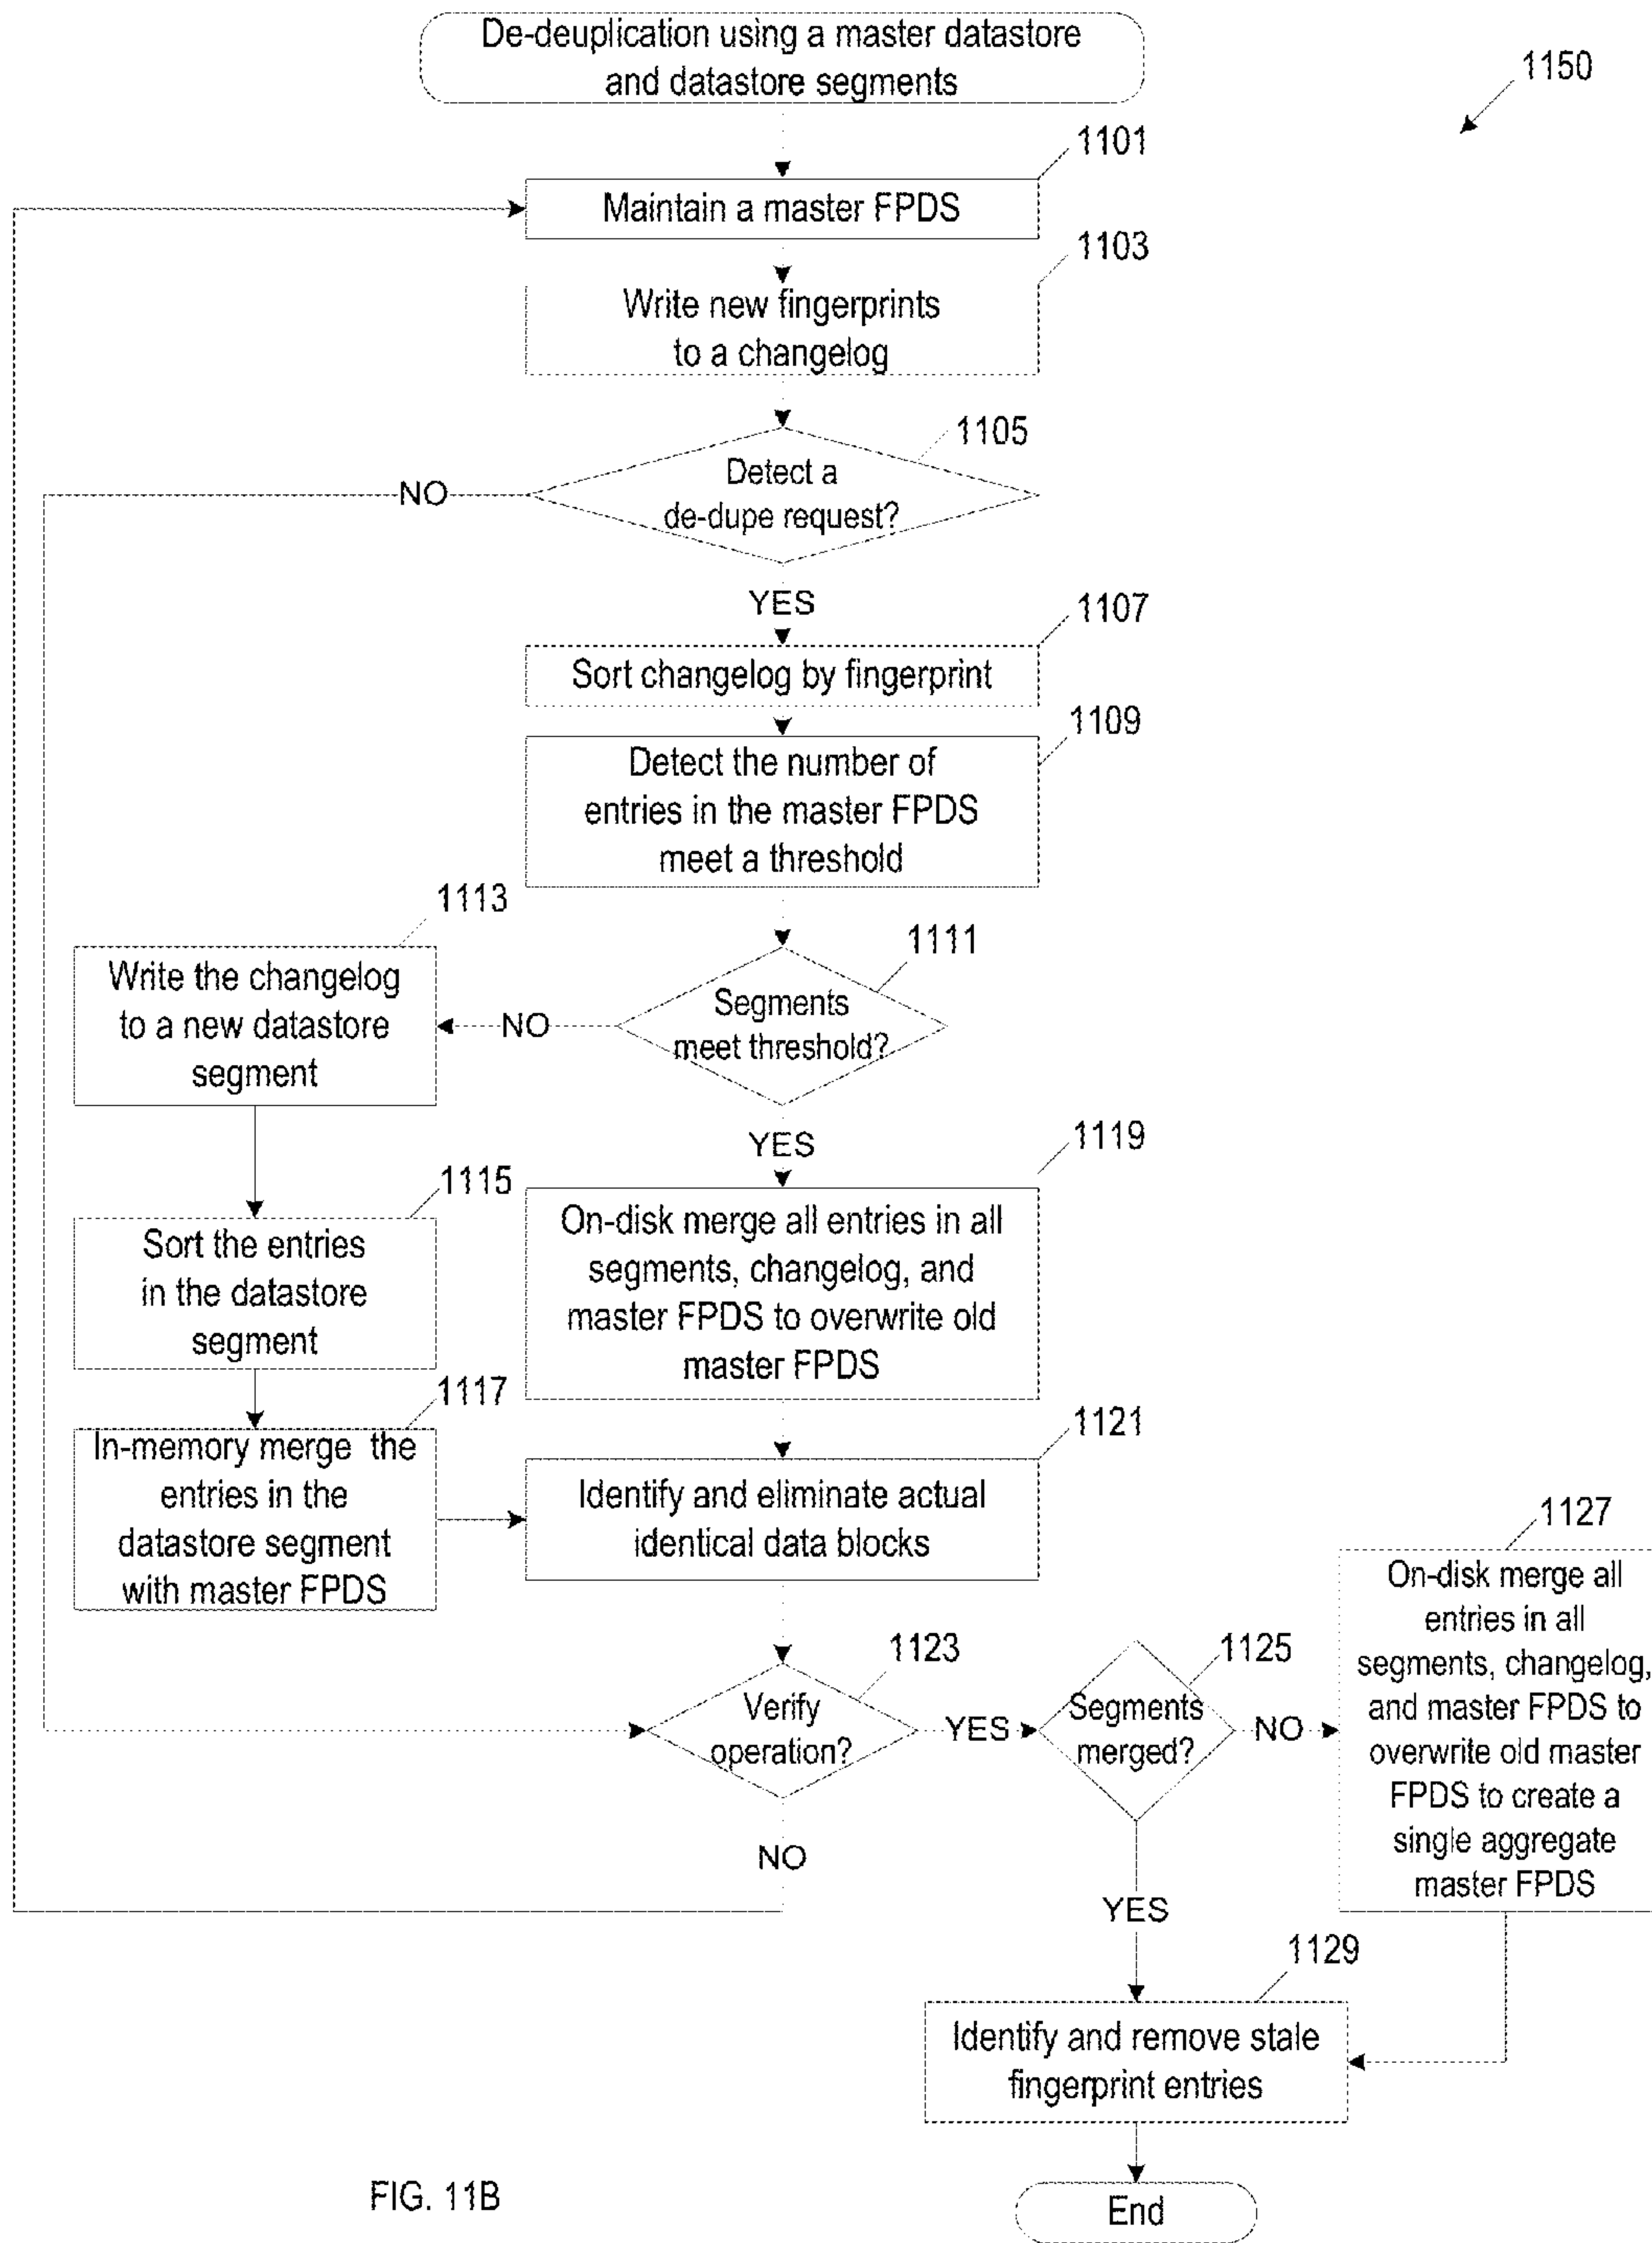 De-deuplication using a master datastore
and datastore segments
1150
1101
Maintain a master FPDS
1103
Write new fingerprints
to a changelog
1105
Detect a
de-dupe request?
NO
YES
1107
Sort changelog by fingerprint
1109
Detect the number of
entries in the master FPDS
meet a threshold
1113
Write the changelog
to a new datastore
segment
1111
Segments
meet threshold?
NO
YES
1115
Sort the entries
in the datastore
segment
1119
On-disk merge all entries in all
segments, changelog, and
master FPDS to overwrite old
master FPDS
1117
In-memory merge the
entries in the
datastore segment
with master FPDS
1121
Identify and eliminate actual
identical data blocks
1123
Verify
operation?
YES
NO
1125
Segments
merged?
NO
YES
1127
On-disk merge all
entries in all
segments, changelog,
and master FPDS to
overwrite old master
FPDS to create a
single aggregate
master FPDS
1129
Identify and remove stale
fingerprint entries
End
FIG. 11B